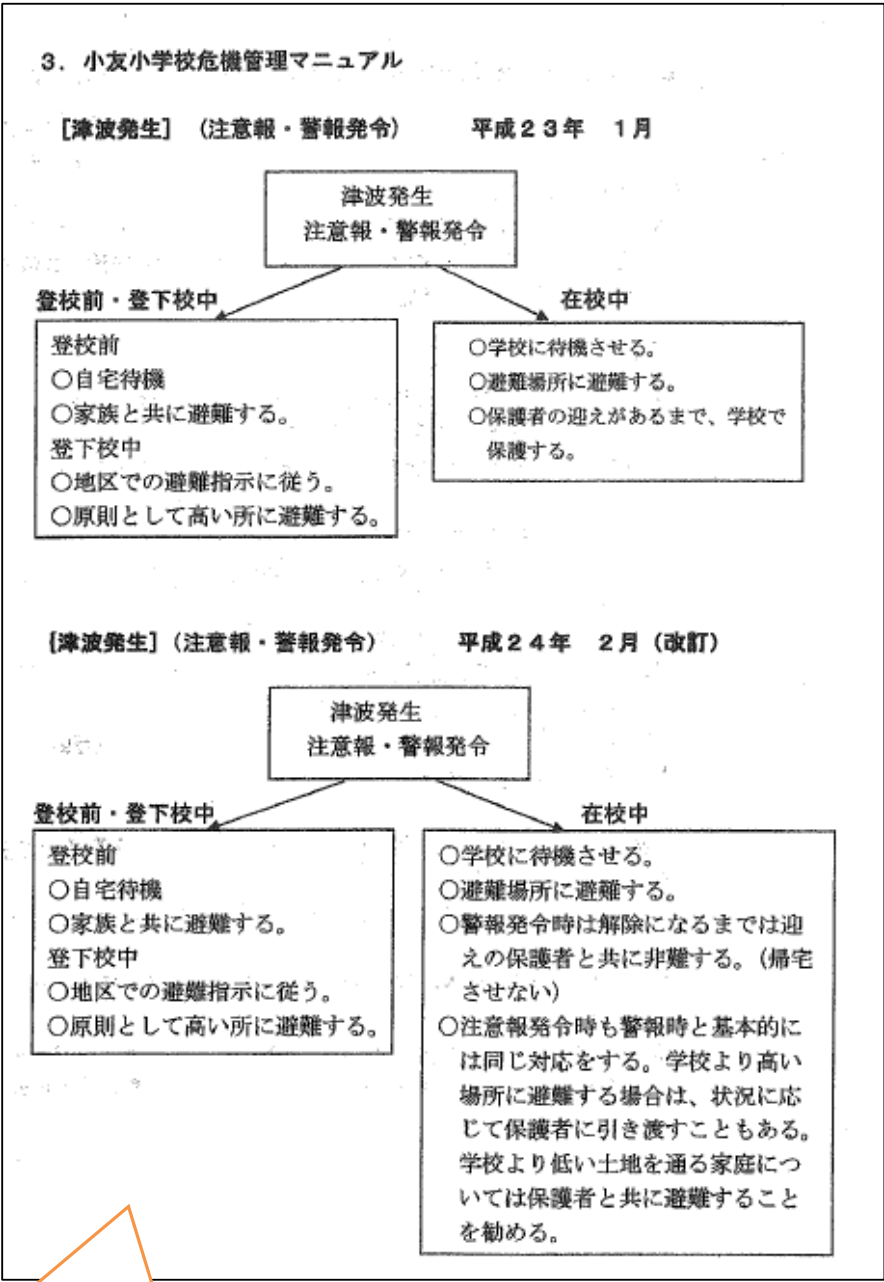 3．小友小学校危機管理マニュアル
［津波発生］（注意報・警報発令）　平成２３年　１月
津波発生
注意報・警報発令
登校前・登下校中
登校前
○自宅待機
○家族と共に避難する。
登下校中
○地区での避難指示に従う。
○原則として高い所に避難する。
在校中
○学校に待機させる。
○避難場所に避難する。
○保護者の迎えがあるまで、学校で
保護する。
［津波発生］（注意報・警報発令）　平成２４年　２月（改訂）
津波発生
注意報・警報発令
登校前・登下校中
登校前
○自宅待機
○家族と共に避難する。
登下校中
○地区での避難指示に従う。
○原則として高い所に避難する。
在校中
○学校に待機させる。
○避難場所に避難する。
○警報発令時は解除になるまでは迎
えの保護者と共に非難する。（帰宅
させない）
○注意報発令時も警報時と基本的に
は同じ対応をする。学校より高い
場所に避難する場合は、状況に応
じて保護者に引き渡すこともある。
学校より低い土地を通る家庭につ
いては保護者と共に避難すること
を勧める。